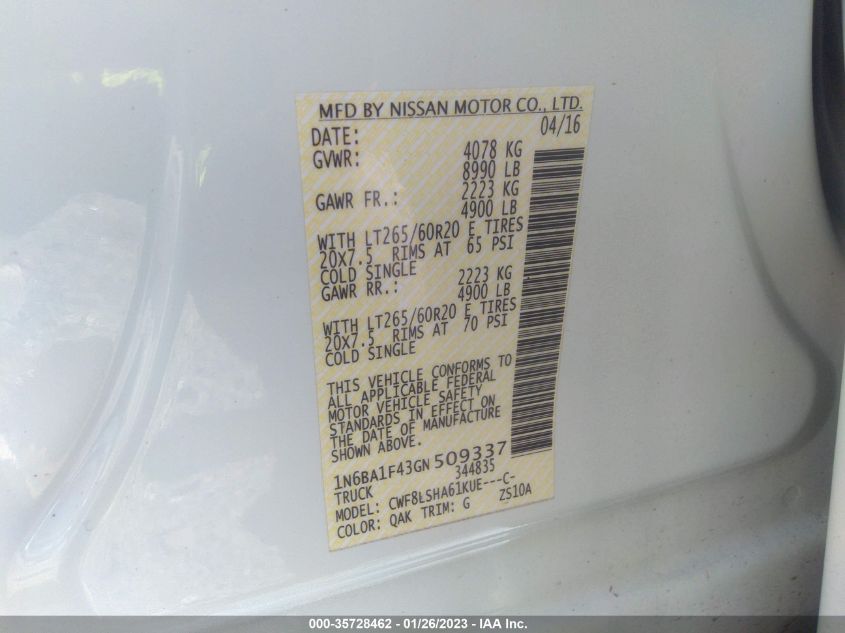 MFD BY NISSAN MOTOR CO., LTD.
DATE: 04/16
GVWR: 4078 KG
8990 LB
GAWR FR.: 2223 KG
4900 LB
WITH LT265/60R20 E TIRES
20X7.5 RIMS AT 65 PSI
COLD SINGLE
GAWR RR.: 2223 KG
4900 LB
WITH LT265/60R20 E TIRES
20X7.5 RIMS AT 70 PSI
COLD SINGLE
THIS VEHICLE CONFORMS TO
ALL APPLICABLE FEDERAL
MOTOR VEHICLE SAFETY
STANDARDS IN EFFECT ON
THE DATE OF MANUFACTURE
SHOWN ABOVE.
1N6BA1F43GN 509337
TRUCK 344835
MODEL: CWF8LSHA61KUE---C-
COLOR: QAK TRIM: G ZS10A
000-35728462 - 01/26/2023 - IAA Inc.